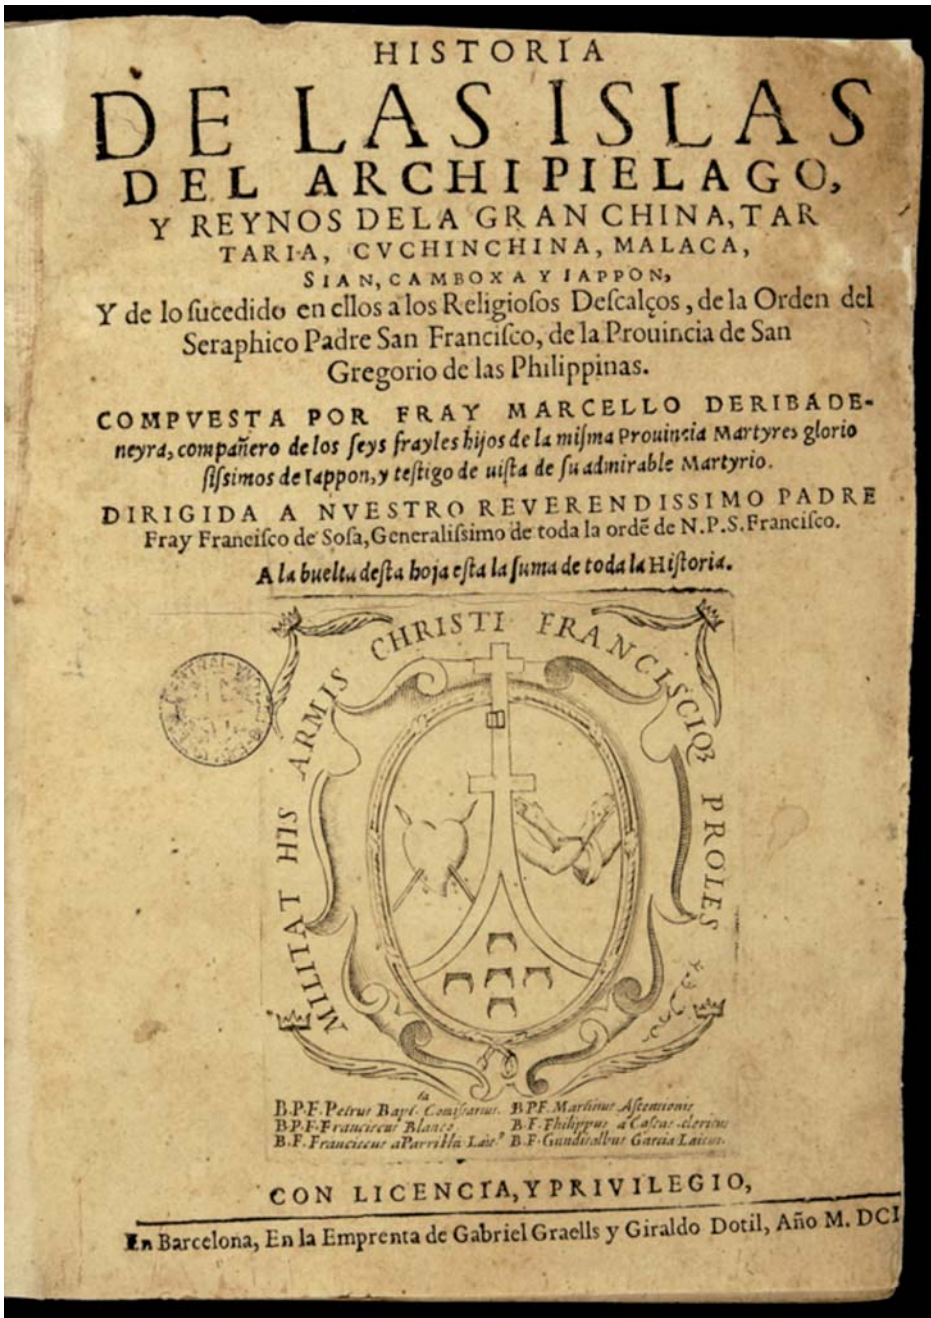 HISTORIA
DE LAS ISLAS
DEL ARCHIPIELAGO,
Y REYNOS DELA GRAN CHINA, TAR
TARIA, CVCHINCHINA, MALACA,
SIAN, CAMBOXA Y IAPPON,
Y de lo ſucedido en ellos a los Religioſos Deſcalços, de la Orden del
Seraphico Padre San Franciſco, de la Prouincia de San
Gregorio de las Philippinas.
COMPVESTA POR FRAY MARCELLO DERIBADE-
neyra, compañero de los ſeys frayles hijos de la miſma Prouincia Martyres glorio
ſiſsimos de Iappon, y teſtigo de uiſta de ſu admirable Martyrio.
DIRIGIDA A NVESTRO REVERENDISSIMO PADRE
Fray Franciſco de Soſa, Generaliſsimo de toda la ordē de N.P.S. Franciſco.
A la buelta deſta hoja eſta la ſuma de toda la Hiſtoria.
MILITAT HIS ARMIS CHRISTI FRANCISCIQȜ PROLES
B.P.F. Petrus Bapt.ᵗᵃ Comiſsarius. B.P.F. Martinus Aſcenſionis
B.P.F. Franciscus Blanco. B.F. Philippus a Caſas clericus
B.F. Franciscus a Parrilla Laic.⁹ B.F. Gundisalbus Garcia Laicus.
CON LICENCIA, Y PRIVILEGIO,
En Barcelona, En la Emprenta de Gabriel Graells y Giraldo Dotil, Año M. DCI